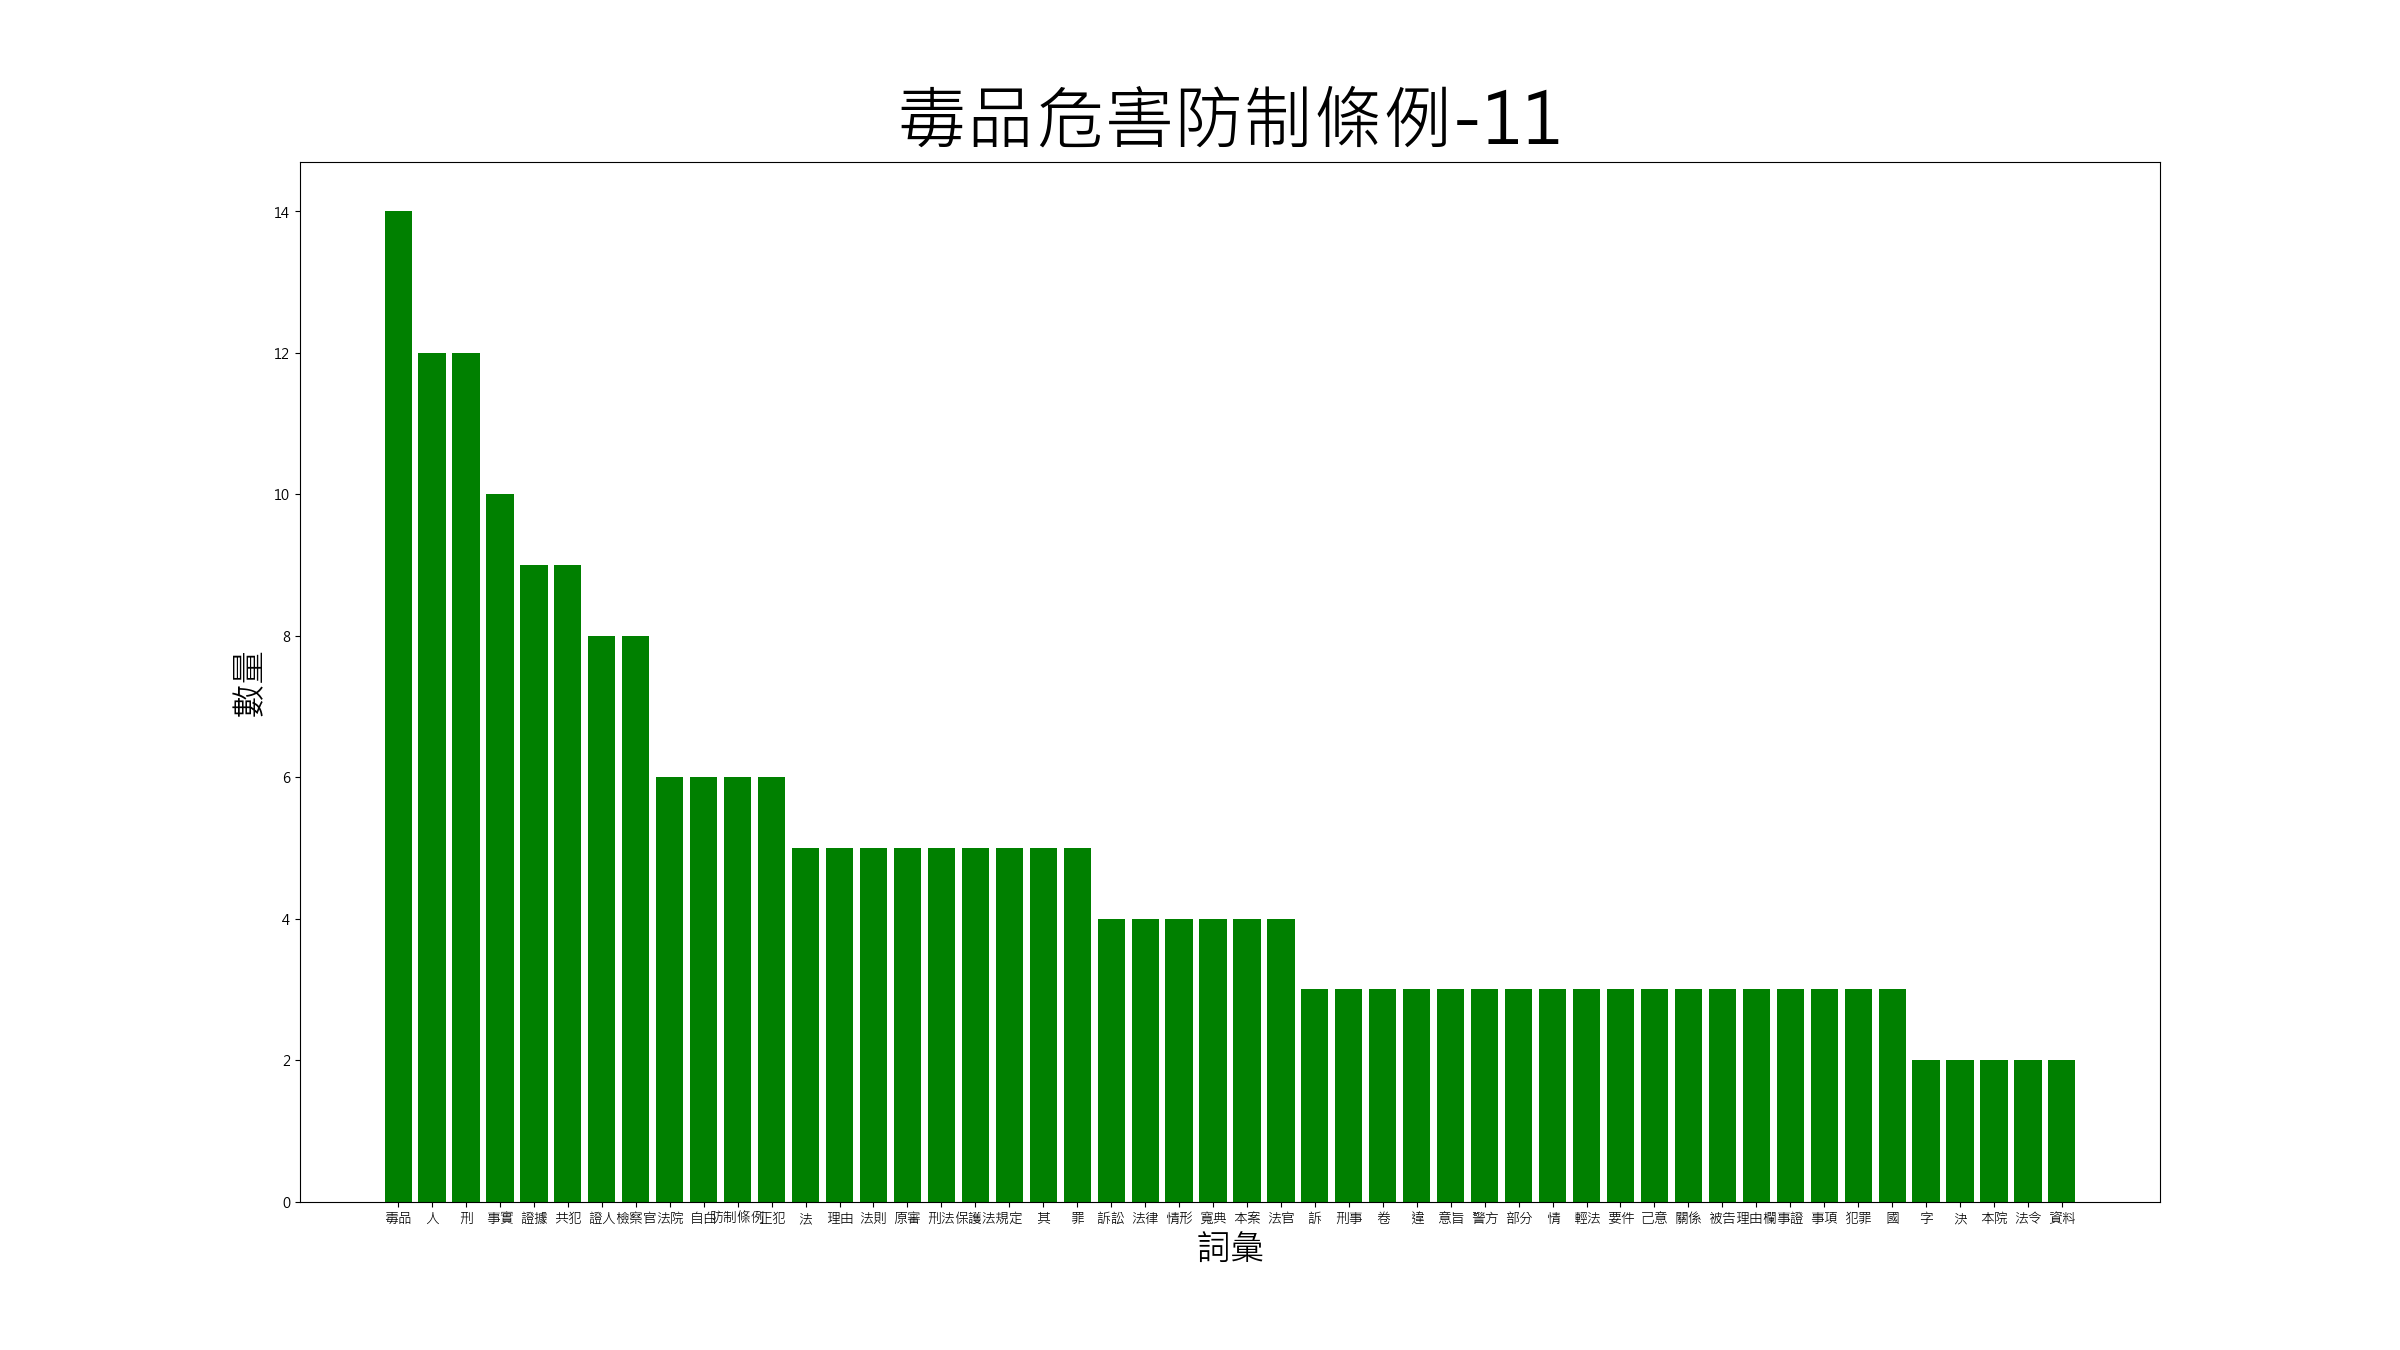 毒品危害防制條例-11
數量
14
12
10
8
6
4
2
0
毒品 人 刑 事實 證據 共犯 證人 檢察官 法院 自白 防制條例 正犯 法 理由 法則 原審 刑法 保護法 規定 其 罪 訴訟 法律 情形 寬典 本案 法官 訴 刑事 卷 違 意旨 警方 部分 情 輕法 要件 己意 關係 被告 理由欄 事證 事項 犯罪 國 字 決 本院 法令 資料
詞彙